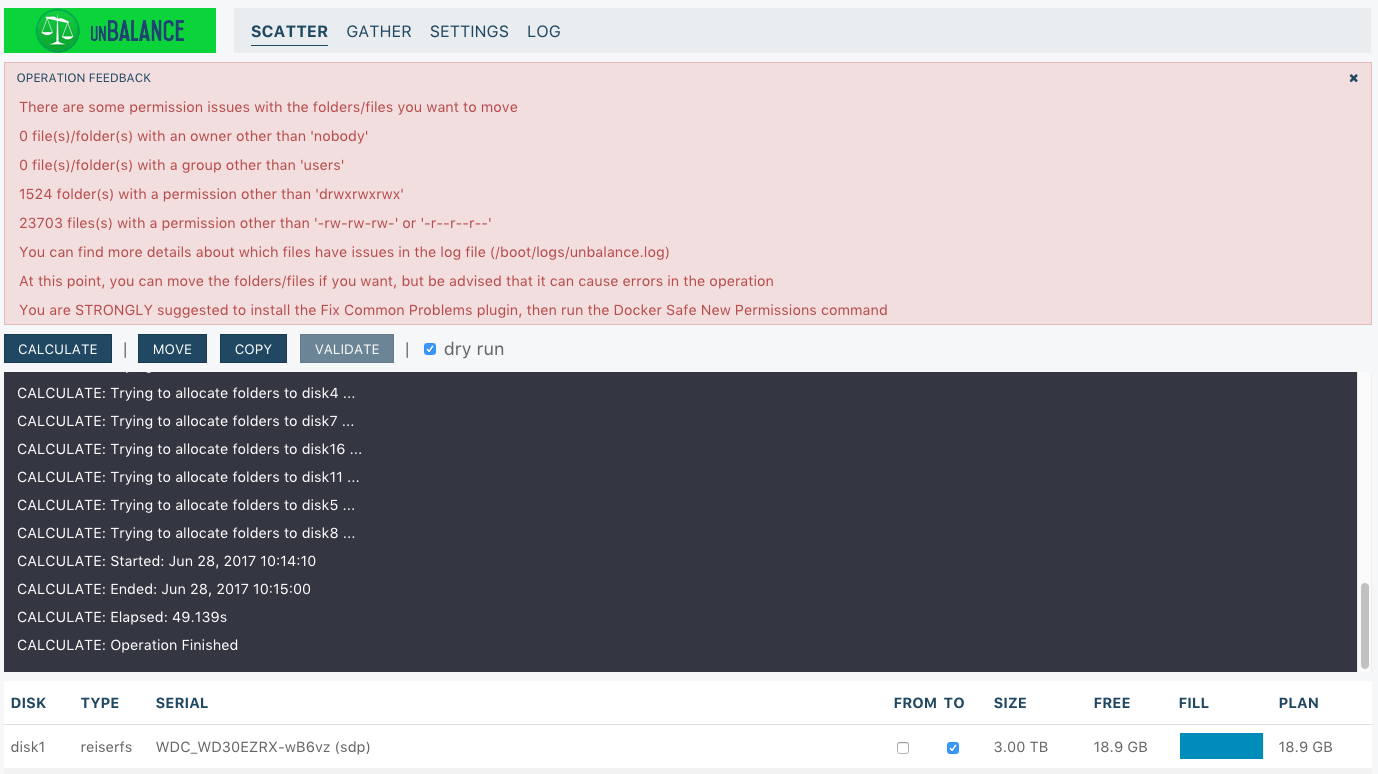 unBALANCE
SCATTER GATHER SETTINGS LOG
OPERATION FEEDBACK ✖
There are some permission issues with the folders/files you want to move
0 file(s)/folder(s) with an owner other than 'nobody'
0 file(s)/folder(s) with a group other than 'users'
1524 folder(s) with a permission other than 'drwxrwxrwx'
23703 files(s) with a permission other than '-rw-rw-rw-' or '-r--r--r--'
You can find more details about which files have issues in the log file (/boot/logs/unbalance.log)
At this point, you can move the folders/files if you want, but be advised that it can cause errors in the operation
You are STRONGLY suggested to install the Fix Common Problems plugin, then run the Docker Safe New Permissions command
CALCULATE | MOVE COPY VALIDATE | dry run
CALCULATE: Trying to allocate folders to disk4 ...
CALCULATE: Trying to allocate folders to disk7 ...
CALCULATE: Trying to allocate folders to disk16 ...
CALCULATE: Trying to allocate folders to disk11 ...
CALCULATE: Trying to allocate folders to disk5 ...
CALCULATE: Trying to allocate folders to disk8 ...
CALCULATE: Started: Jun 28, 2017 10:14:10
CALCULATE: Ended: Jun 28, 2017 10:15:00
CALCULATE: Elapsed: 49.139s
CALCULATE: Operation Finished
DISK TYPE SERIAL FROM TO SIZE FREE FILL PLAN
disk1 reiserfs WDC_WD30EZRX-wB6vz (sdp) 3.00 TB 18.9 GB 18.9 GB